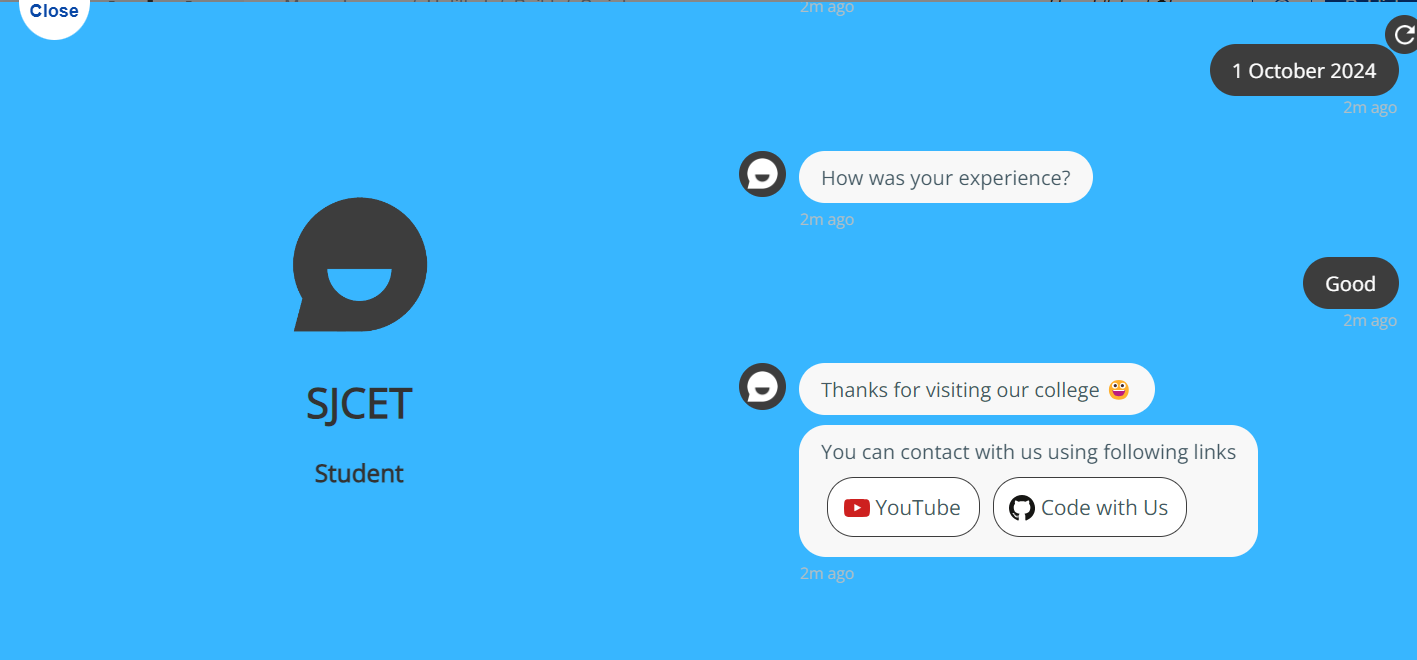 Close
2m ago
1 October 2024
2m ago
How was your experience?
2m ago
Good
2m ago
SJCET
Student
Thanks for visiting our college 😀
You can contact with us using following links
YouTube
Code with Us
2m ago